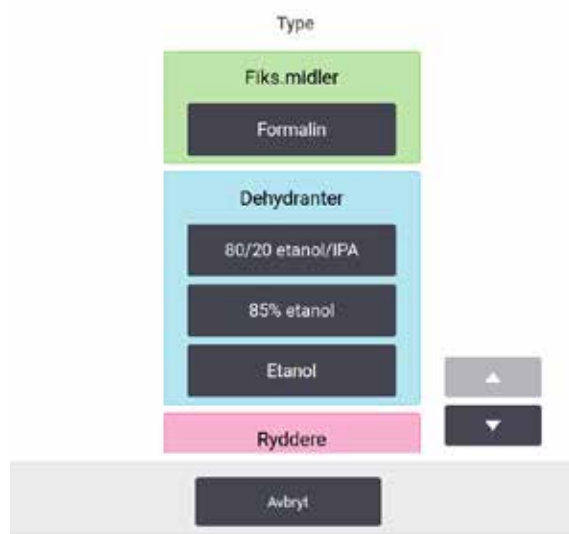 Type
Fiks.midler
Formalin
Dehydranter
80/20 etanol/IPA
85% etanol
Etanol
Ryddere
Avbryt